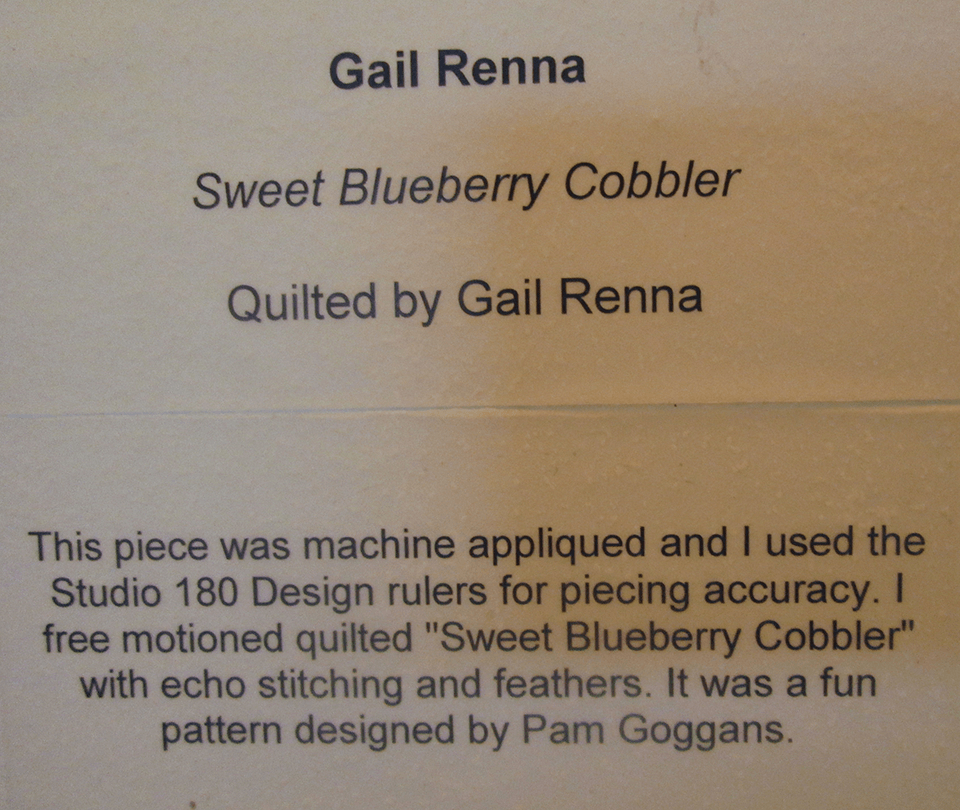 Gail Renna
Sweet Blueberry Cobbler
Quilted by Gail Renna
This piece was machine appliqued and I used the
Studio 180 Design rulers for piecing accuracy. I
free motioned quilted "Sweet Blueberry Cobbler"
with echo stitching and feathers. It was a fun
pattern designed by Pam Goggans.